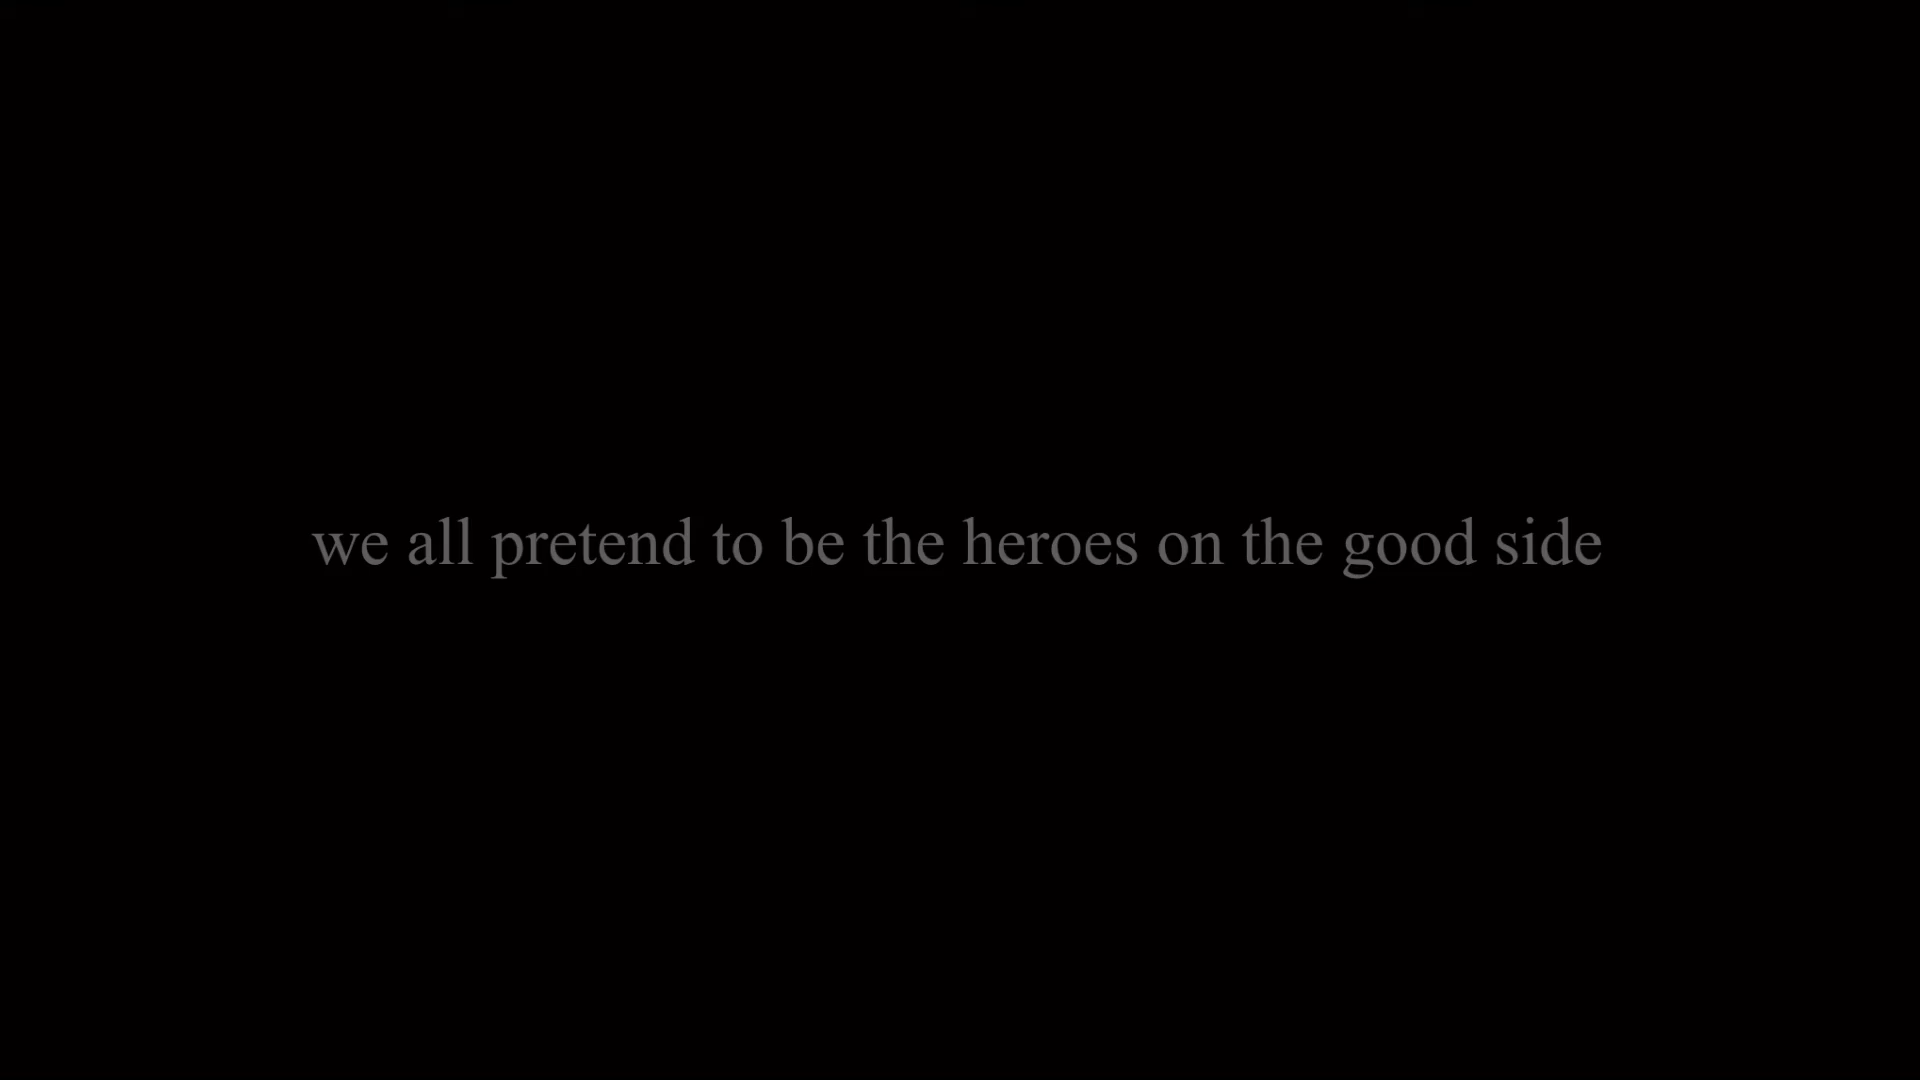 we all pretend to be the heroes on the good side